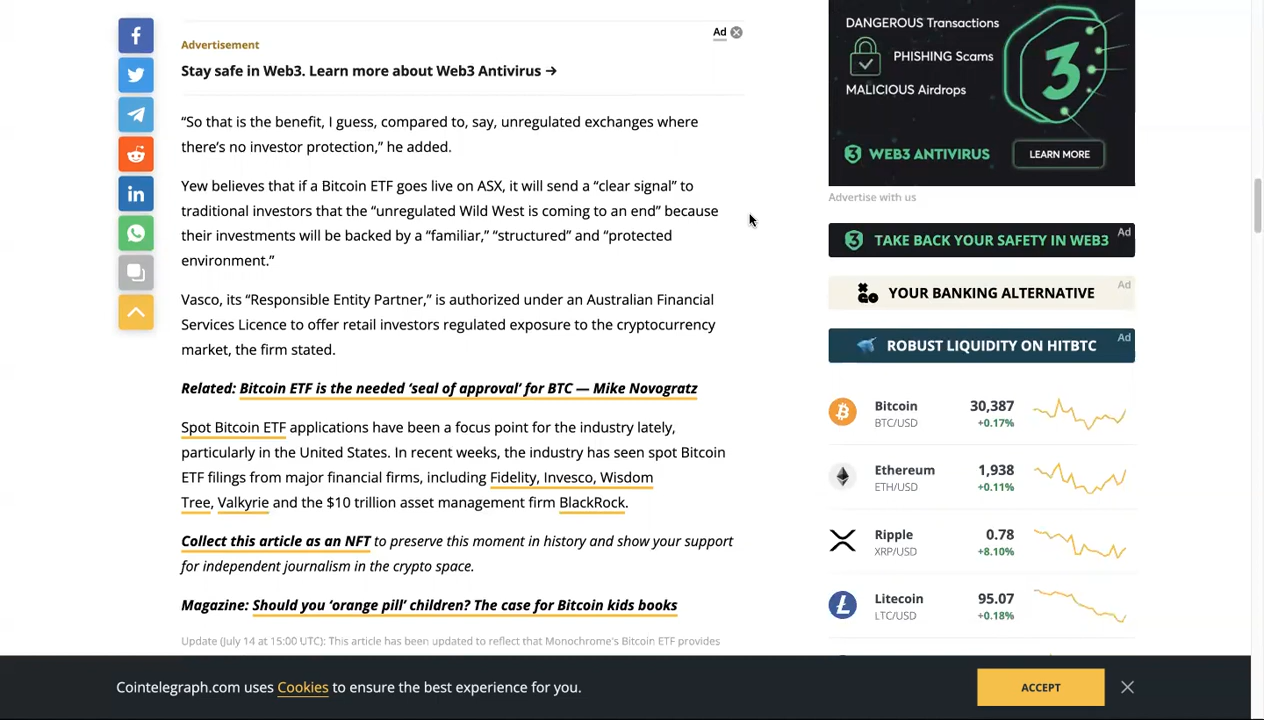 Ad
Advertisement
Stay safe in Web3. Learn more about Web3 Antivirus →
“So that is the benefit, I guess, compared to, say, unregulated exchanges where
there’s no investor protection,” he added.
Yew believes that if a Bitcoin ETF goes live on ASX, it will send a “clear signal” to
traditional investors that the “unregulated Wild West is coming to an end” because
their investments will be backed by a “familiar,” “structured” and “protected
environment.”
Vasco, its “Responsible Entity Partner,” is authorized under an Australian Financial
Services Licence to offer retail investors regulated exposure to the cryptocurrency
market, the firm stated.
Related: Bitcoin ETF is the needed ‘seal of approval’ for BTC — Mike Novogratz
Spot Bitcoin ETF applications have been a focus point for the industry lately,
particularly in the United States. In recent weeks, the industry has seen spot Bitcoin
ETF filings from major financial firms, including Fidelity, Invesco, Wisdom
Tree, Valkyrie and the $10 trillion asset management firm BlackRock.
Collect this article as an NFT to preserve this moment in history and show your support
for independent journalism in the crypto space.
Magazine: Should you ‘orange pill’ children? The case for Bitcoin kids books
Update (July 14 at 15:00 UTC): This article has been updated to reflect that Monochrome's Bitcoin ETF provides
DANGEROUS Transactions
PHISHING Scams
MALICIOUS Airdrops
3
WEB3 ANTIVIRUS
LEARN MORE
Advertise with us
TAKE BACK YOUR SAFETY IN WEB3
Ad
YOUR BANKING ALTERNATIVE
Ad
ROBUST LIQUIDITY ON HITBTC
Ad
Bitcoin 30,387
BTC/USD +0.17%
Ethereum 1,938
ETH/USD +0.11%
Ripple 0.78
XRP/USD +8.10%
Litecoin 95.07
LTC/USD +0.18%
Cointelegraph.com uses Cookies to ensure the best experience for you.
ACCEPT